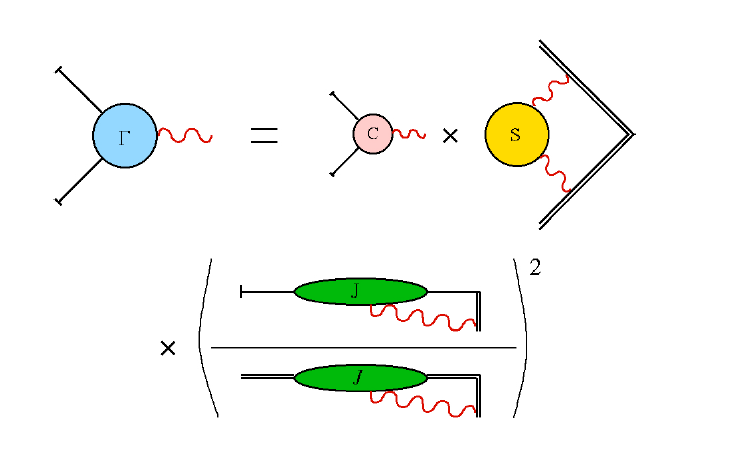 Γ = C × S
× ( J
J ) 2